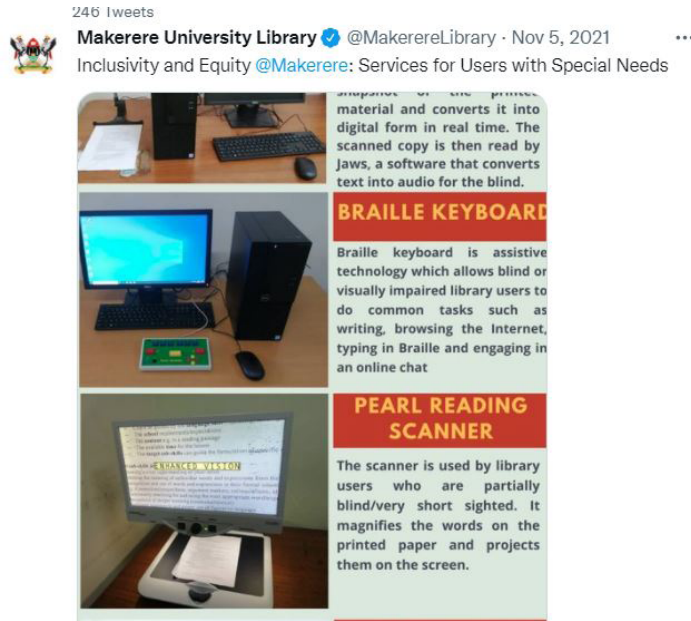 246 Tweets
Makerere University Library @MakerereLibrary · Nov 5, 2021 ...
Inclusivity and Equity @Makerere: Services for Users with Special Needs
snapshot of the printed
material and converts it into
digital form in real time. The
scanned copy is then read by
Jaws, a software that converts
text into audio for the blind.
BRAILLE KEYBOARD
Braille keyboard is assistive
technology which allows blind or
visually impaired library users to
do common tasks such as
writing, browsing the Internet,
typing in Braille and engaging in
an online chat
PEARL READING
SCANNER
The scanner is used by library
users who are partially
blind/very short sighted. It
magnifies the words on the
printed paper and projects
them on the screen.
ENHANCED VISION